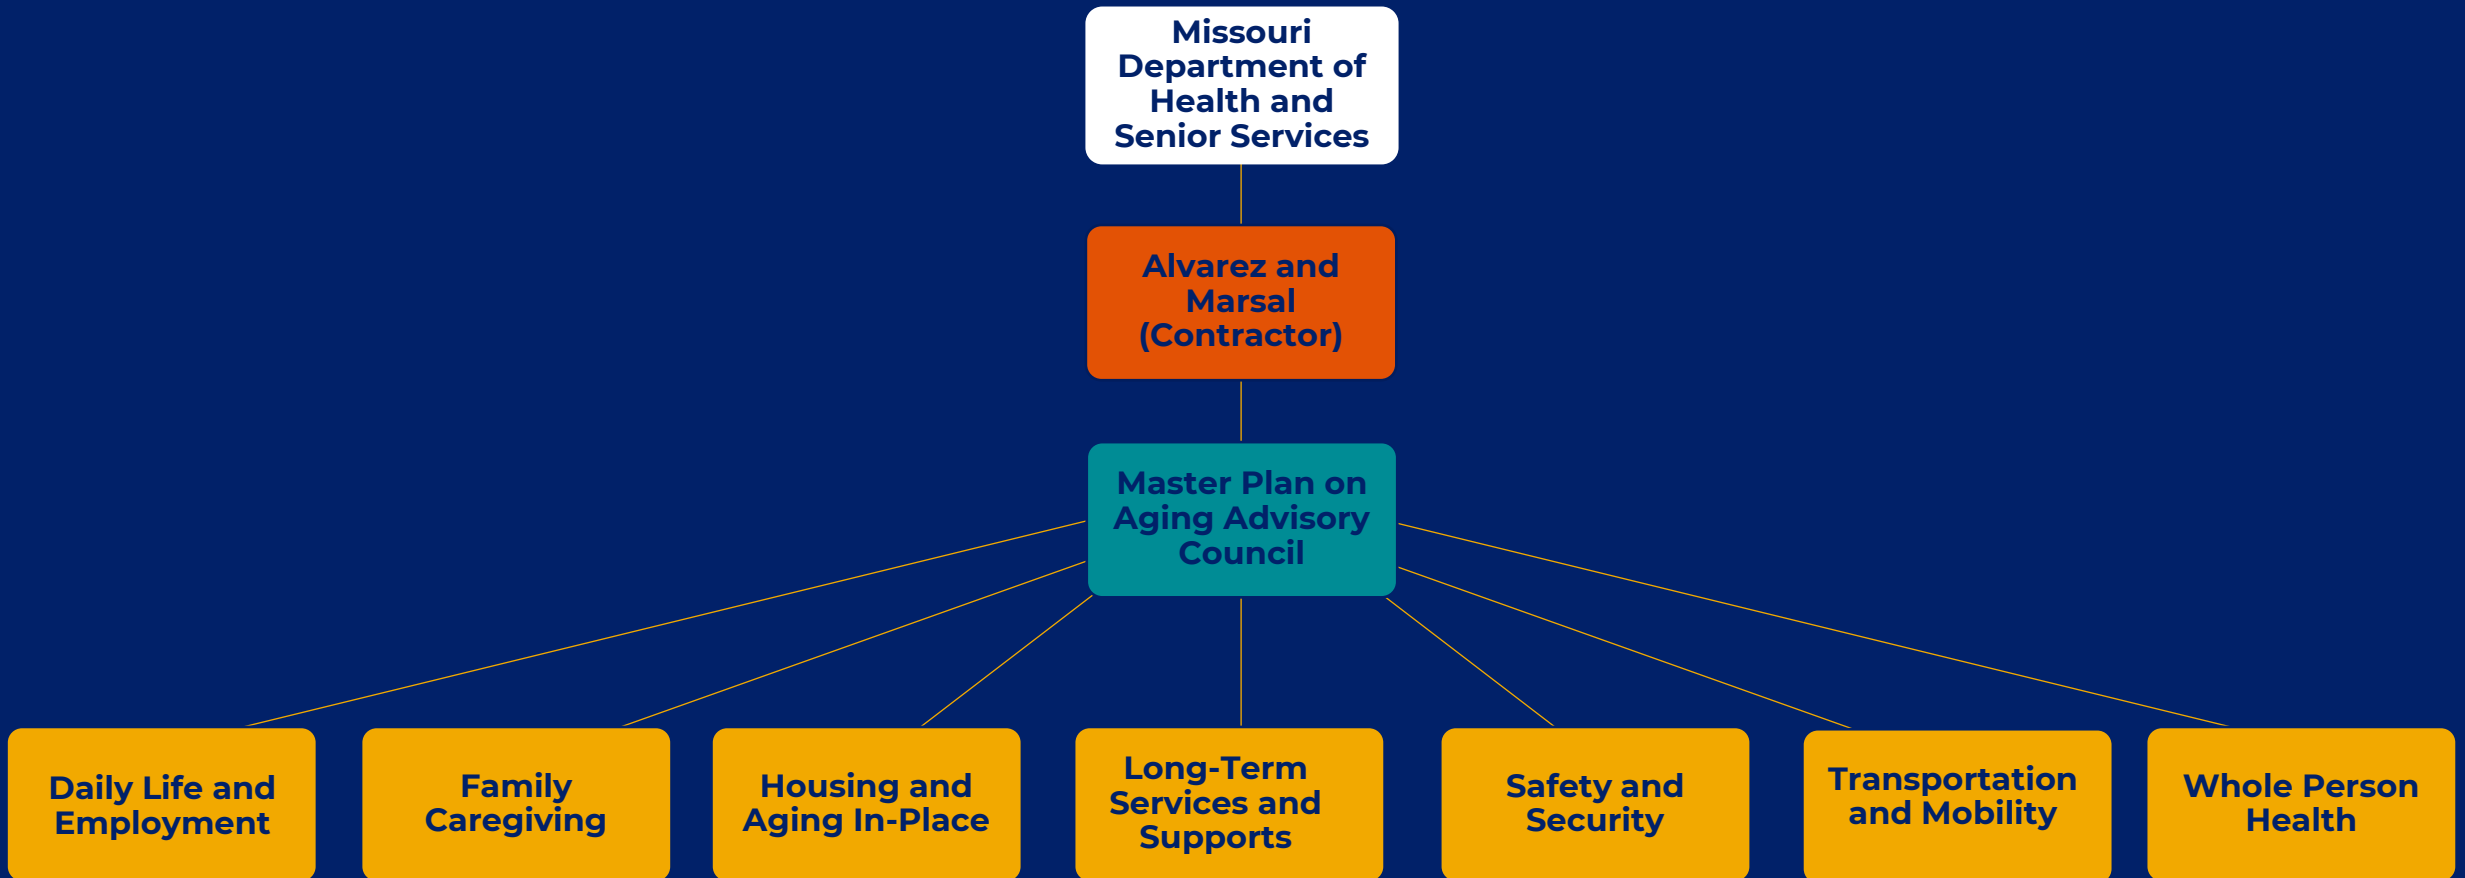 Missouri
Department of
Health and
Senior Services
Alvarez and
Marsal
(Contractor)
Master Plan on
Aging Advisory
Council
Daily Life and
Employment
Family
Caregiving
Housing and
Aging In-Place
Long-Term
Services and
Supports
Safety and
Security
Transportation
and Mobility
Whole Person
Health